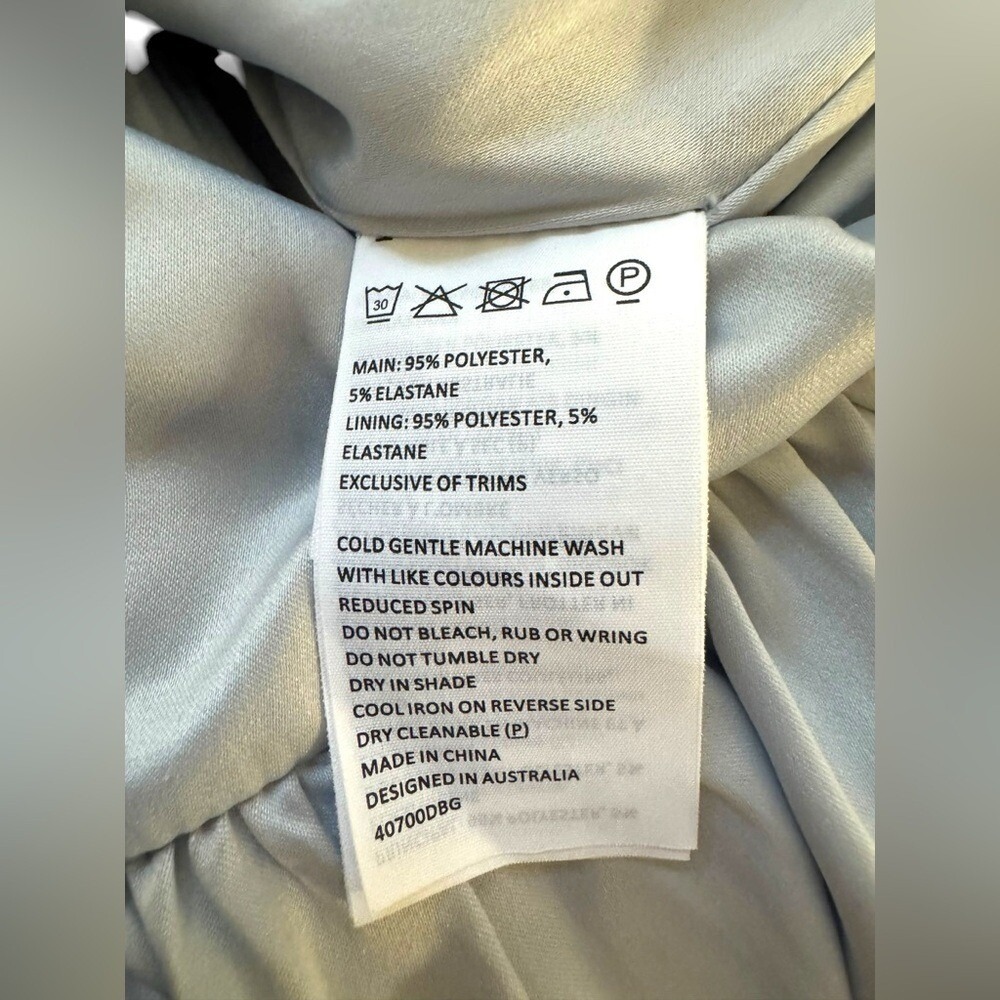 30 P
MAIN: 95% POLYESTER,
5% ELASTANE
LINING: 95% POLYESTER, 5%
ELASTANE
EXCLUSIVE OF TRIMS
COLD GENTLE MACHINE WASH
WITH LIKE COLOURS INSIDE OUT
REDUCED SPIN
DO NOT BLEACH, RUB OR WRING
DO NOT TUMBLE DRY
DRY IN SHADE
COOL IRON ON REVERSE SIDE
DRY CLEANABLE (P)
MADE IN CHINA
DESIGNED IN AUSTRALIA
40700DBG